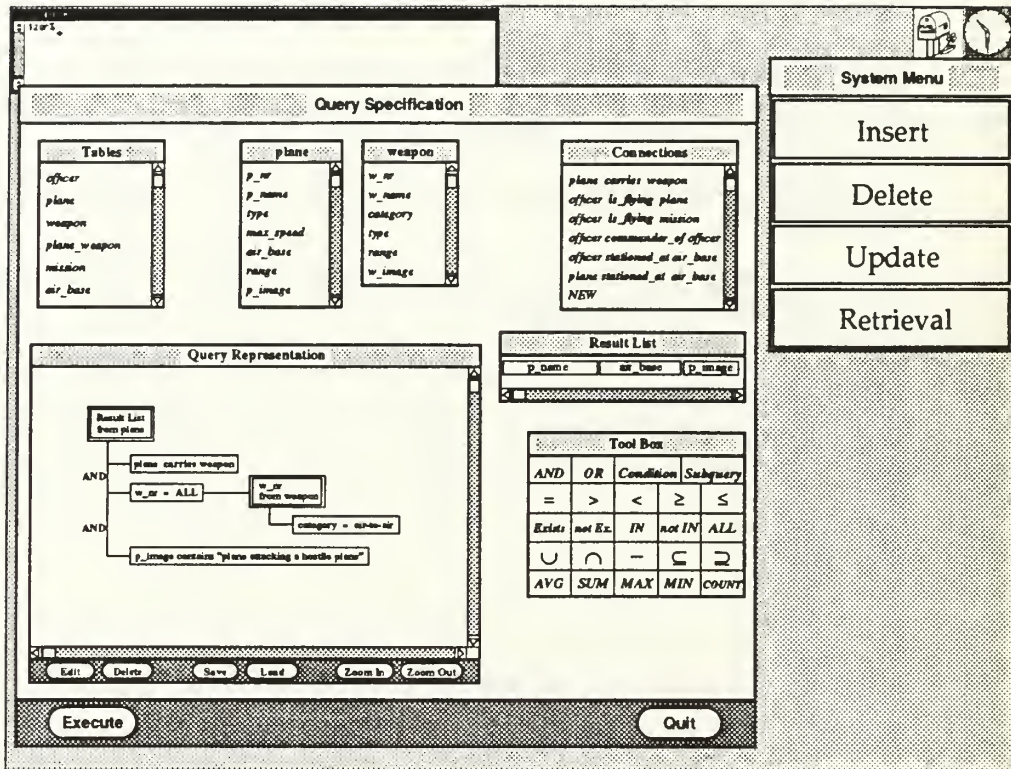 izar%
System Menu
Insert
Delete
Update
Retrieval
Query Specification
Tables
officer
plane
weapon
plane_weapon
mission
air_base
plane
p_nr
p_name
type
max_speed
air_base
range
p_image
weapon
w_nr
w_name
category
type
range
w_image
Connections
plane carries weapon
officer is_flying plane
officer is_flying mission
officer commander_of officer
officer stationed_at air_base
plane stationed_at air_base
NEW
Query Representation
Result List
from plane
AND
plane carries weapon
w_nr = ALL
w_nr
from weapon
category = air-to-air
AND
p_image contains "plane attacking a hostile plane"
Edit Delete Save Load Zoom In Zoom Out
Result List
p_name air_base p_image
Tool Box
AND OR Condition Subquery
= > < ≥ ≤
Exists not Ex. IN not IN ALL
∪ ∩ − ⊆ ⊇
AVG SUM MAX MIN COUNT
Execute
Quit